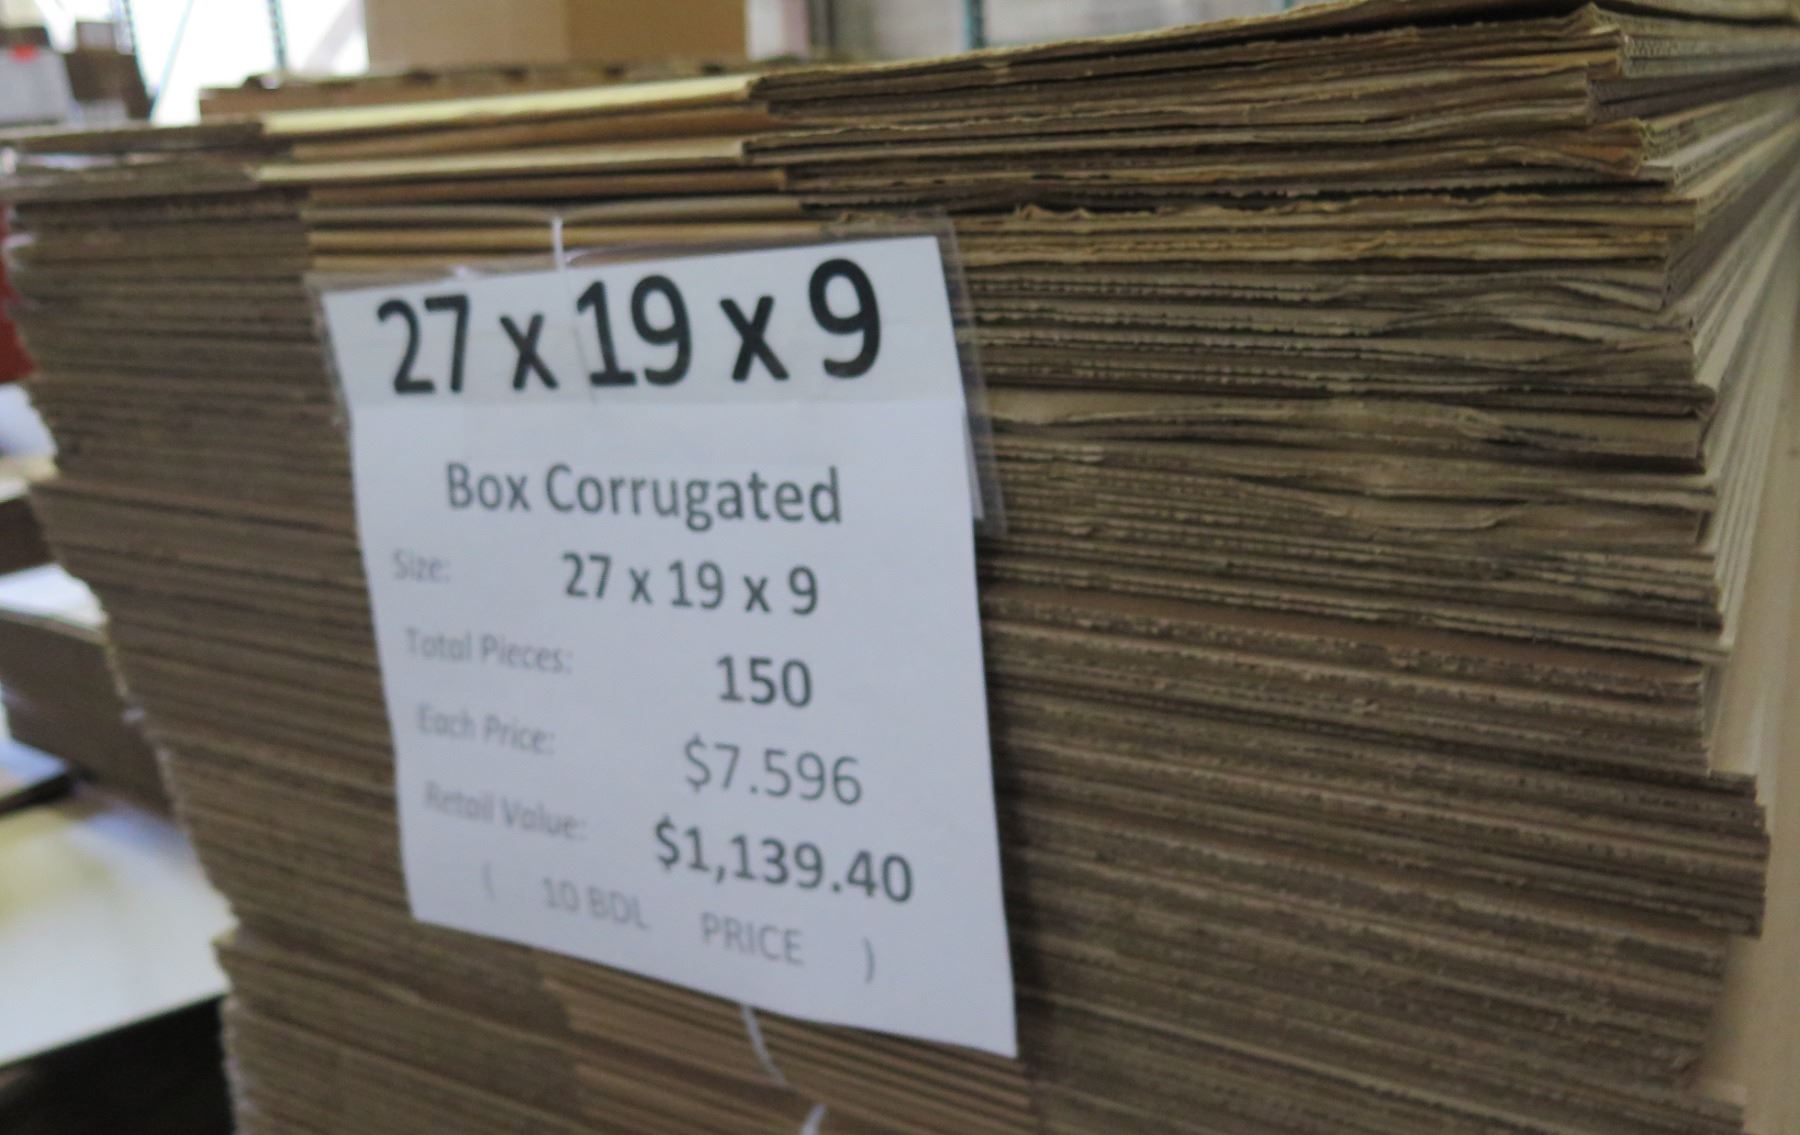 27 x 19 x 9
Box Corrugated
Size: 27 x 19 x 9
Total Pieces: 150
Each Price: $7.596
Retail Value: $1,139.40
( 10 BDL PRICE )